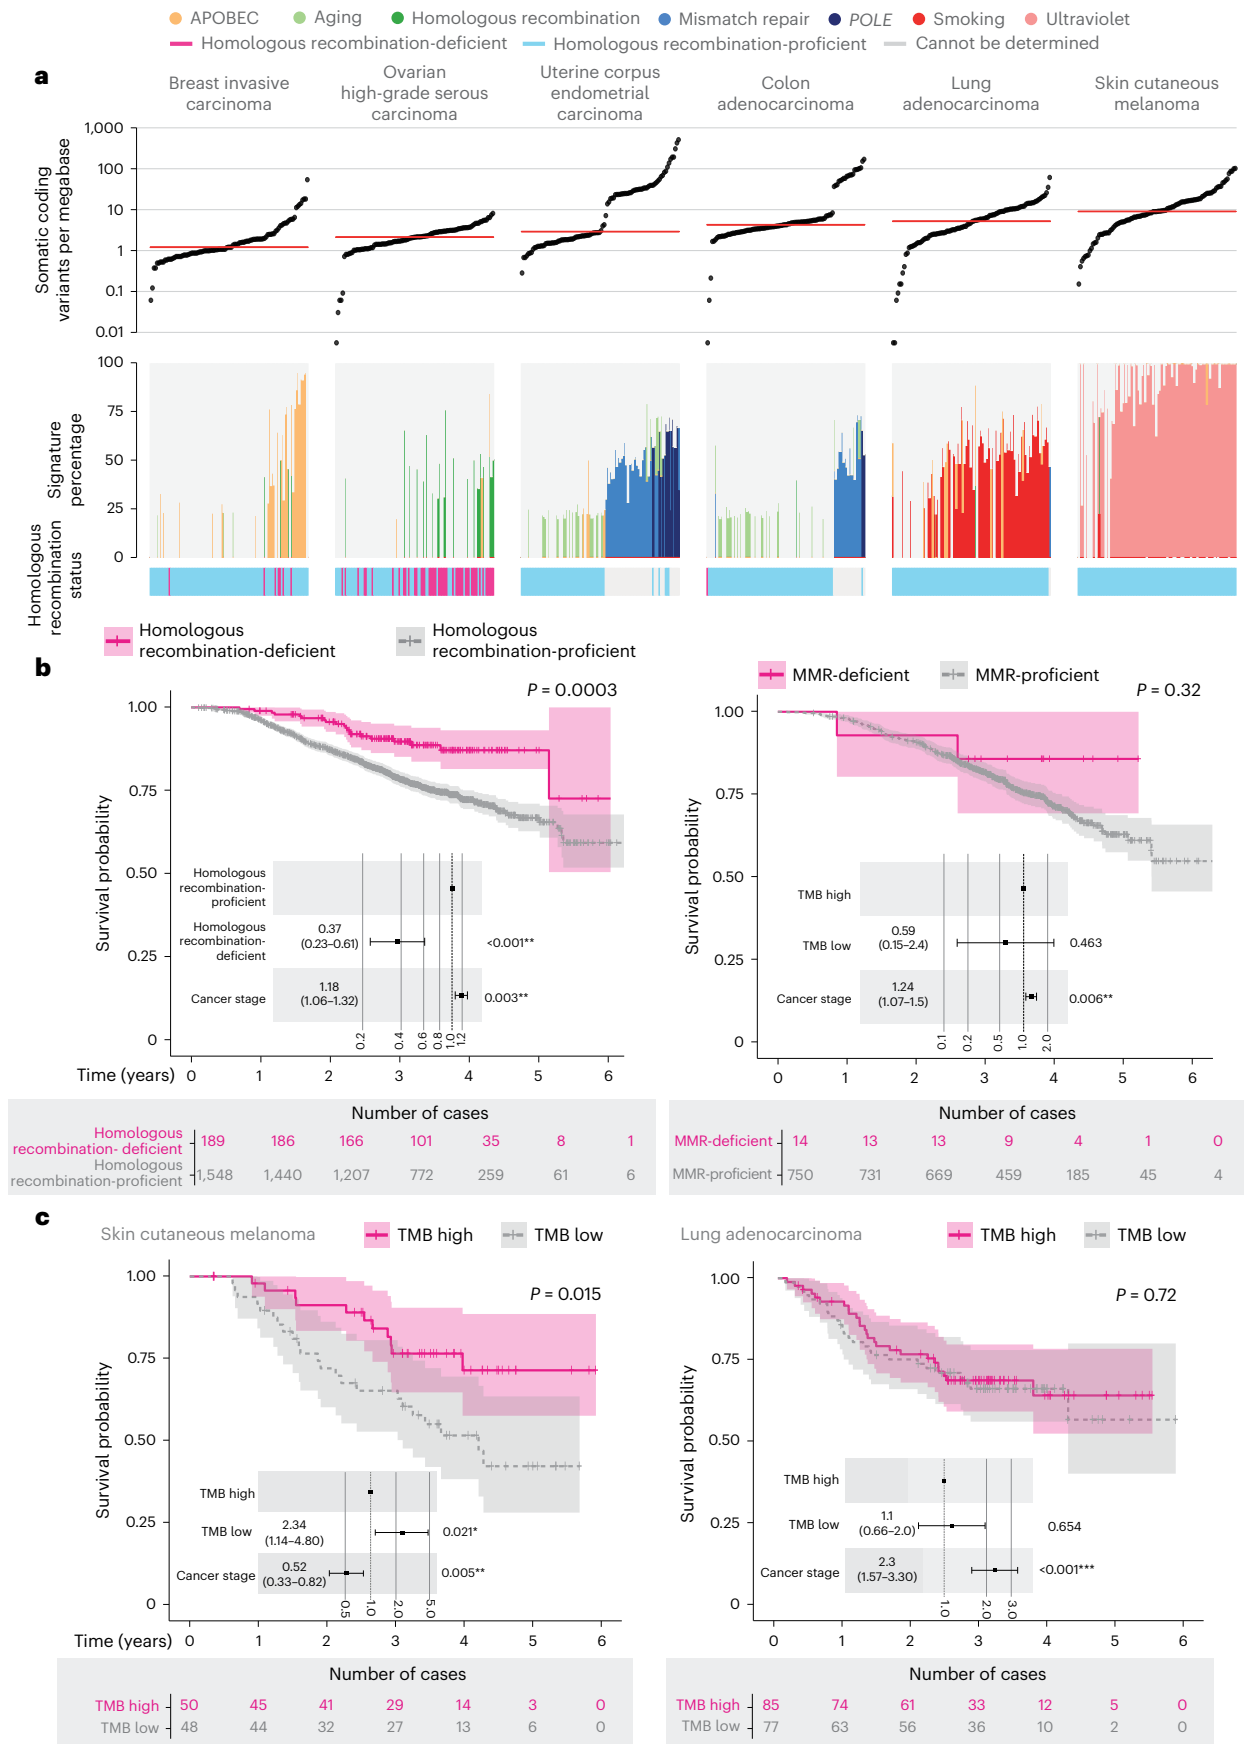 APOBEC Aging Homologous recombination Mismatch repair POLE Smoking Ultraviolet
Homologous recombination-deficient Homologous recombination-proficient Cannot be determined
a
Breast invasive
carcinoma
Ovarian
high-grade serous
carcinoma
Uterine corpus
endometrial
carcinoma
Colon
adenocarcinoma
Lung
adenocarcinoma
Skin cutaneous
melanoma
Somatic coding
variants per megabase
1,000
100
10
1
0.1
0.01
Signature
percentage
100
75
50
25
0
Homologous
recombination
status
Homologous
recombination-deficient
Homologous
recombination-proficient
b
P = 0.0003
Survival probability
1.00
0.75
0.50
0.25
0
Homologous
recombination-
proficient
Homologous
recombination-
deficient
0.37
(0.23–0.61)
<0.001**
Cancer stage
1.18
(1.06–1.32)
0.003**
0.2 0.4 0.6 0.8 1.0 1.2
Time (years) 0 1 2 3 4 5 6
Number of cases
Homologous
recombination- deficient
189 186 166 101 35 8 1
Homologous
recombination-proficient
1,548 1,440 1,207 772 259 61 6
MMR-deficient MMR-proficient
P = 0.32
Survival probability
1.00
0.75
0.50
0.25
0
TMB high
TMB low
0.59
(0.15–2.4)
0.463
Cancer stage
1.24
(1.07–1.5)
0.006**
0.1 0.2 0.5 1.0 2.0
0 1 2 3 4 5 6
Number of cases
MMR-deficient 14 13 13 9 4 1 0
MMR-proficient 750 731 669 459 185 45 4
c
Skin cutaneous melanoma TMB high TMB low
P = 0.015
Survival probability
1.00
0.75
0.50
0.25
0
TMB high
TMB low
2.34
(1.14–4.80)
0.021*
Cancer stage
0.52
(0.33–0.82)
0.005**
0.5 1.0 2.0 5.0
Time (years) 0 1 2 3 4 5 6
Number of cases
TMB high 50 45 41 29 14 3 0
TMB low 48 44 32 27 13 6 0
Lung adenocarcinoma TMB high TMB low
P = 0.72
Survival probability
1.00
0.75
0.50
0.25
0
TMB high
TMB low
1.1
(0.66–2.0)
0.654
Cancer stage
2.3
(1.57–3.30)
<0.001***
1.0 2.0 3.0
0 1 2 3 4 5 6
Number of cases
TMB high 85 74 61 33 12 5 0
TMB low 77 63 56 36 10 2 0